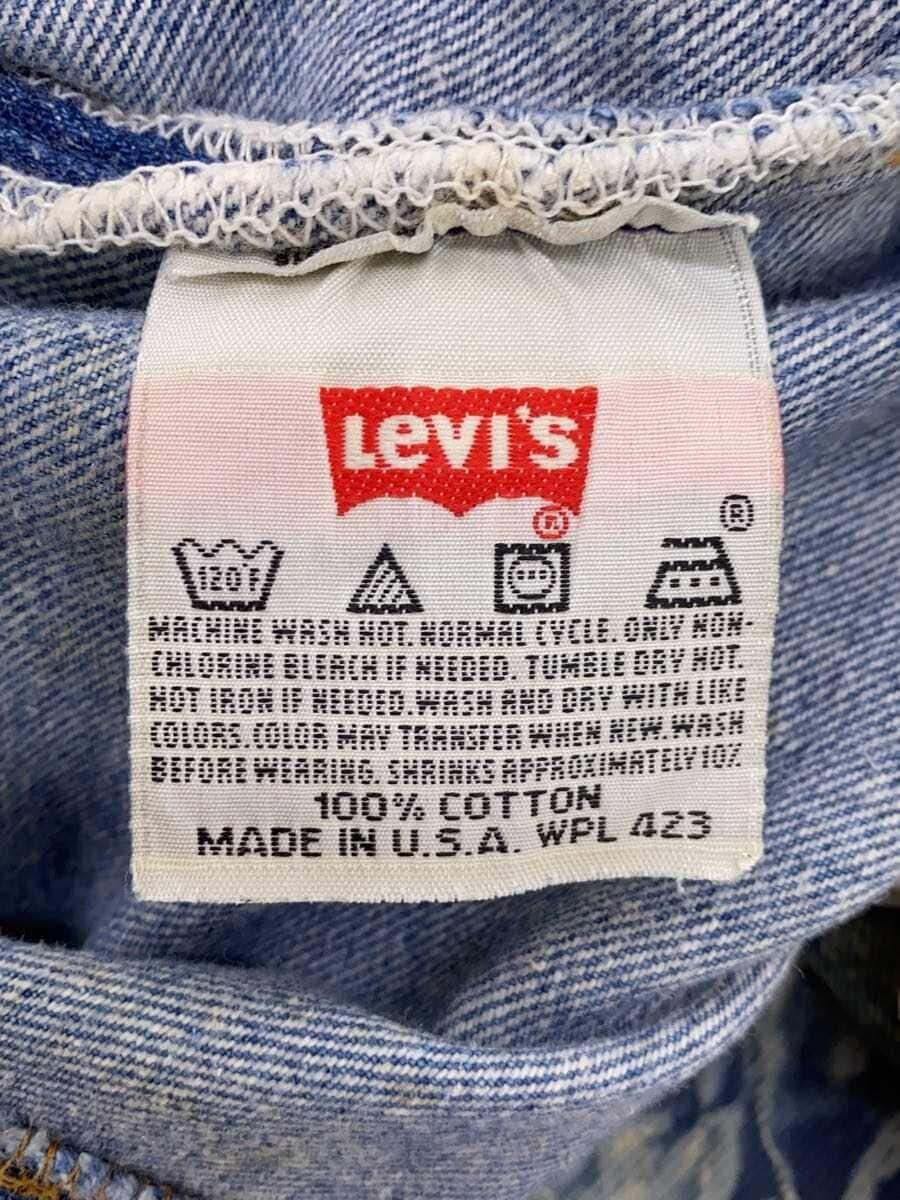 Levi's
®
®
120°F
MACHINE WASH HOT. NORMAL CYCLE. ONLY NON-
CHLORINE BLEACH IF NEEDED. TUMBLE DRY HOT.
HOT IRON IF NEEDED. WASH AND DRY WITH LIKE
COLORS. COLOR MAY TRANSFER WHEN NEW. WASH
BEFORE WEARING. SHRINKS APPROXIMATELY 10%.
100% COTTON
MADE IN U.S.A. WPL 423